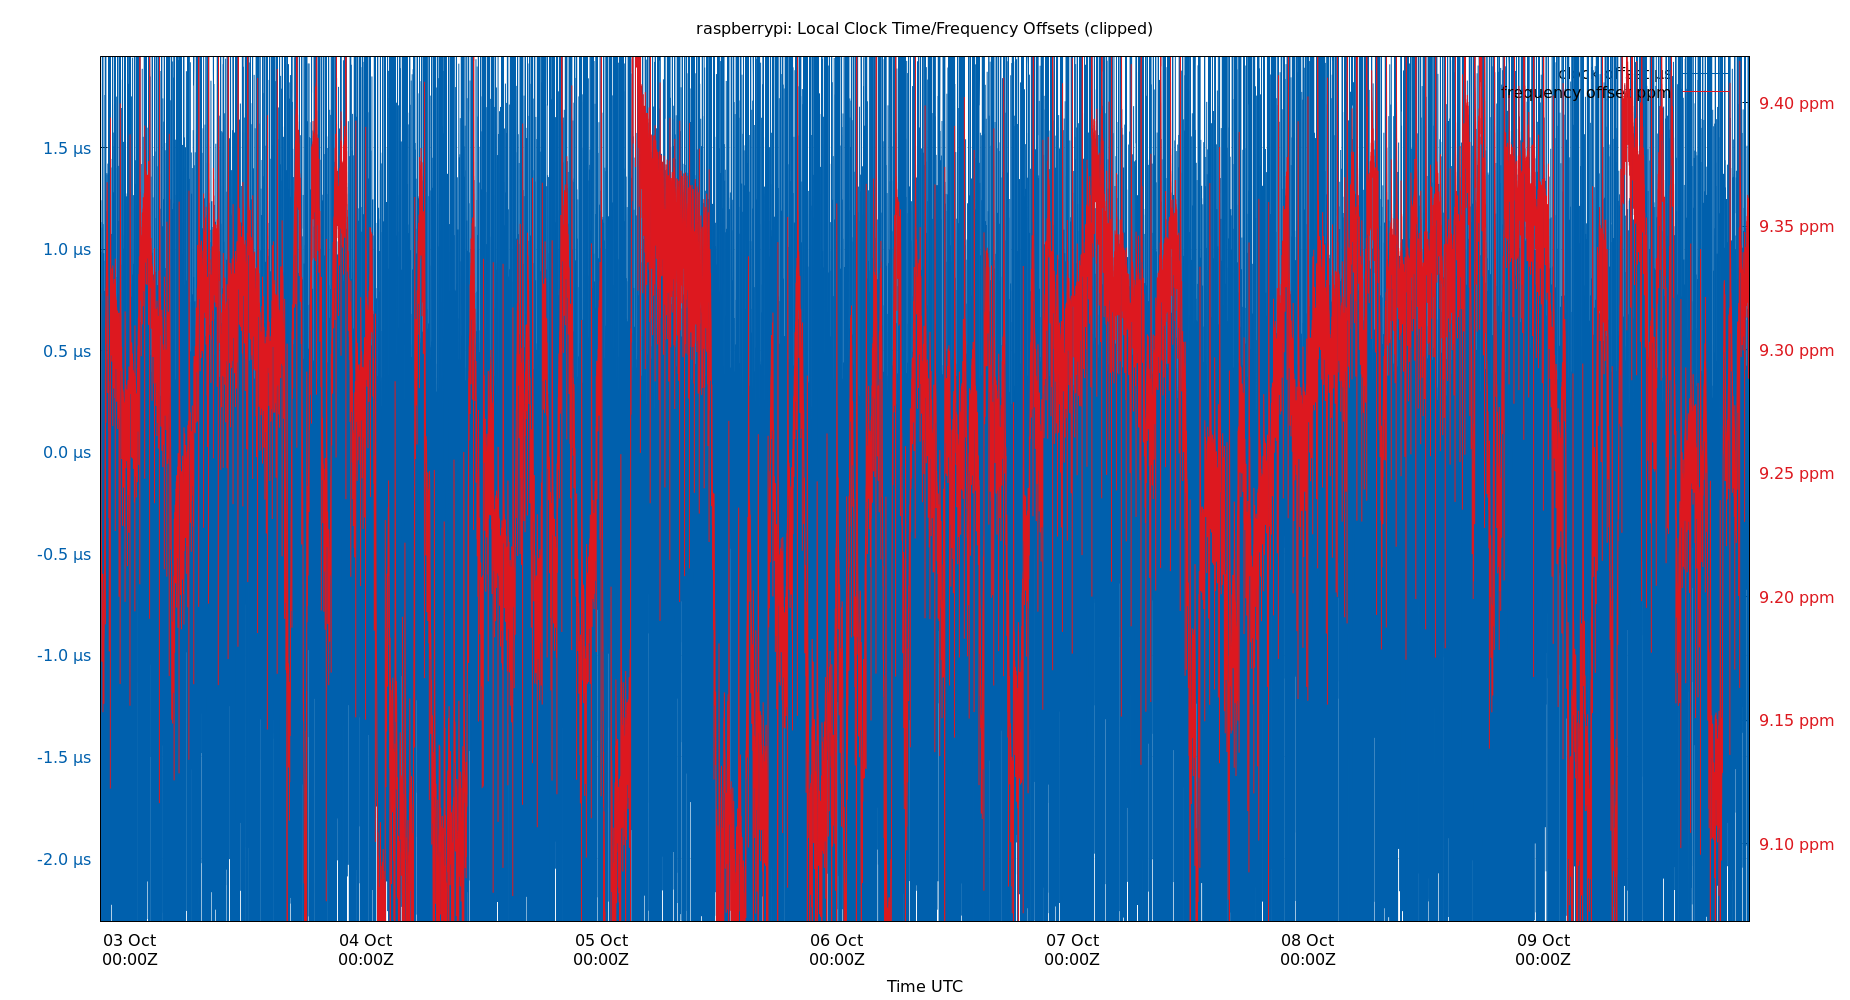 raspberrypi: Local Clock Time/Frequency Offsets (clipped)
clock offset µs
frequency offset ppm
1.5 µs
1.0 µs
0.5 µs
0.0 µs
-0.5 µs
-1.0 µs
-1.5 µs
-2.0 µs
9.40 ppm
9.35 ppm
9.30 ppm
9.25 ppm
9.20 ppm
9.15 ppm
9.10 ppm
03 Oct
00:00Z
04 Oct
00:00Z
05 Oct
00:00Z
06 Oct
00:00Z
07 Oct
00:00Z
08 Oct
00:00Z
09 Oct
00:00Z
Time UTC